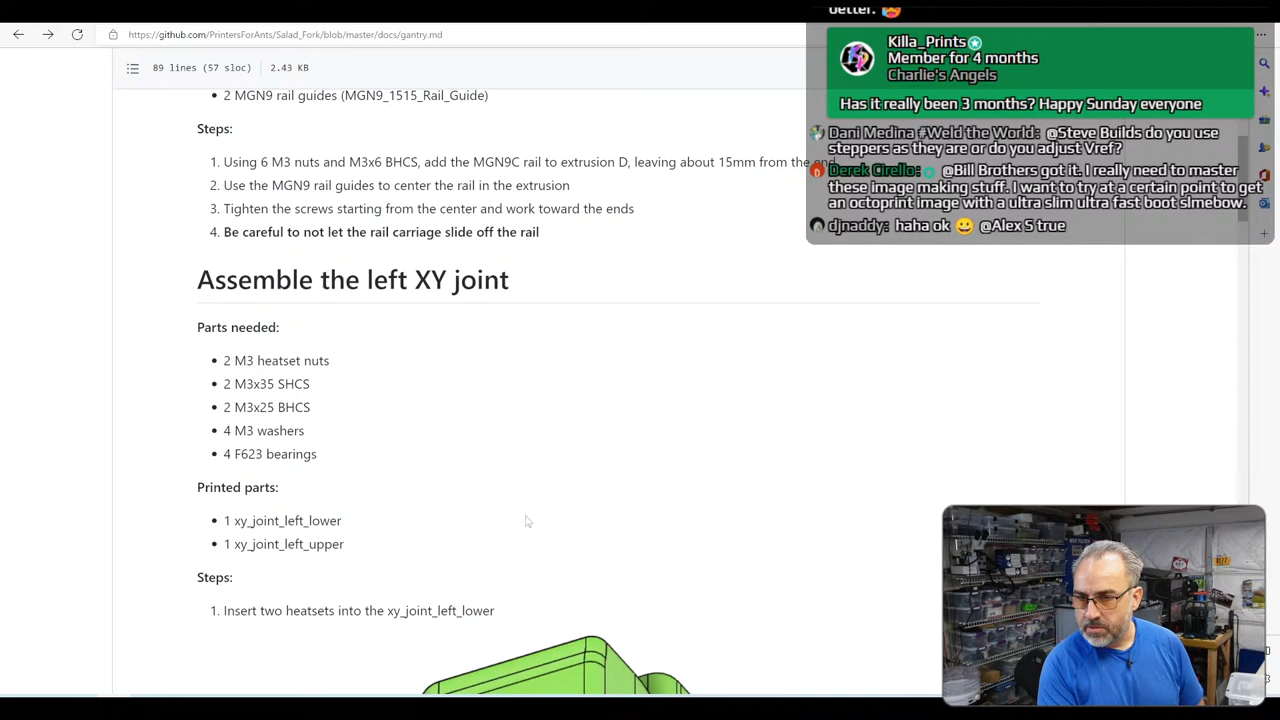 better. 🥵
https://github.com/PrintersForAnts/Salad_Fork/blob/master/docs/gantry.md
Killa_Prints
Member for 4 months
Charlie's Angels
Has it really been 3 months? Happy Sunday everyone
Dani Medina #Weld the World: @Steve Builds do you use
steppers as they are or do you adjust Vref?
Derek Cirello: @Bill Brothers got it. I really need to master
these image making stuff. I want to try at a certain point to get
an octoprint image with a ultra slim ultra fast boot slmebow.
djnaddy: haha ok 😀 @Alex S true
89 lines (57 sloc) | 2.43 KB
• 2 MGN9 rail guides (MGN9_1515_Rail_Guide)
Steps:
1. Using 6 M3 nuts and M3x6 BHCS, add the MGN9C rail to extrusion D, leaving about 15mm from the end
2. Use the MGN9 rail guides to center the rail in the extrusion
3. Tighten the screws starting from the center and work toward the ends
4. Be careful to not let the rail carriage slide off the rail
Assemble the left XY joint
Parts needed:
• 2 M3 heatset nuts
• 2 M3x35 SHCS
• 2 M3x25 BHCS
• 4 M3 washers
• 4 F623 bearings
Printed parts:
• 1 xy_joint_left_lower
• 1 xy_joint_left_upper
Steps:
1. Insert two heatsets into the xy_joint_left_lower